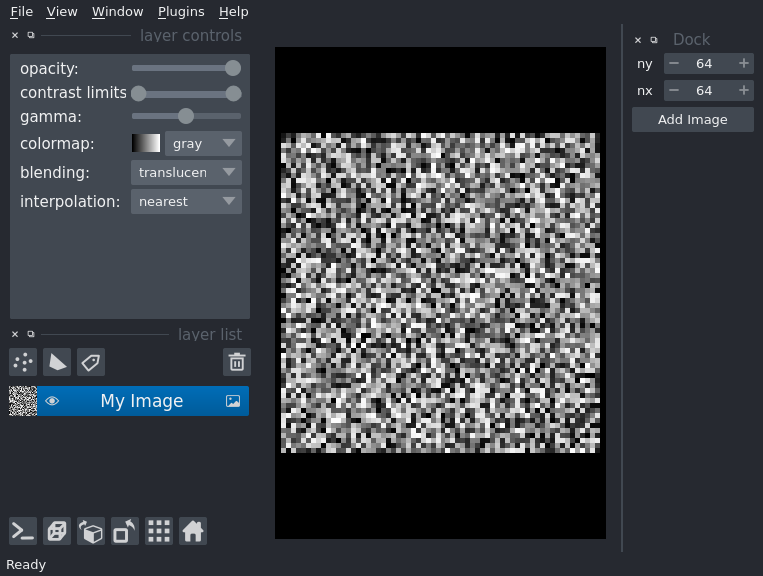 File View Window Plugins Help
layer controls
opacity:
contrast limits
gamma:
colormap: gray
blending: translucen
interpolation: nearest
layer list
My Image
Ready
Dock
ny 64
nx 64
Add Image